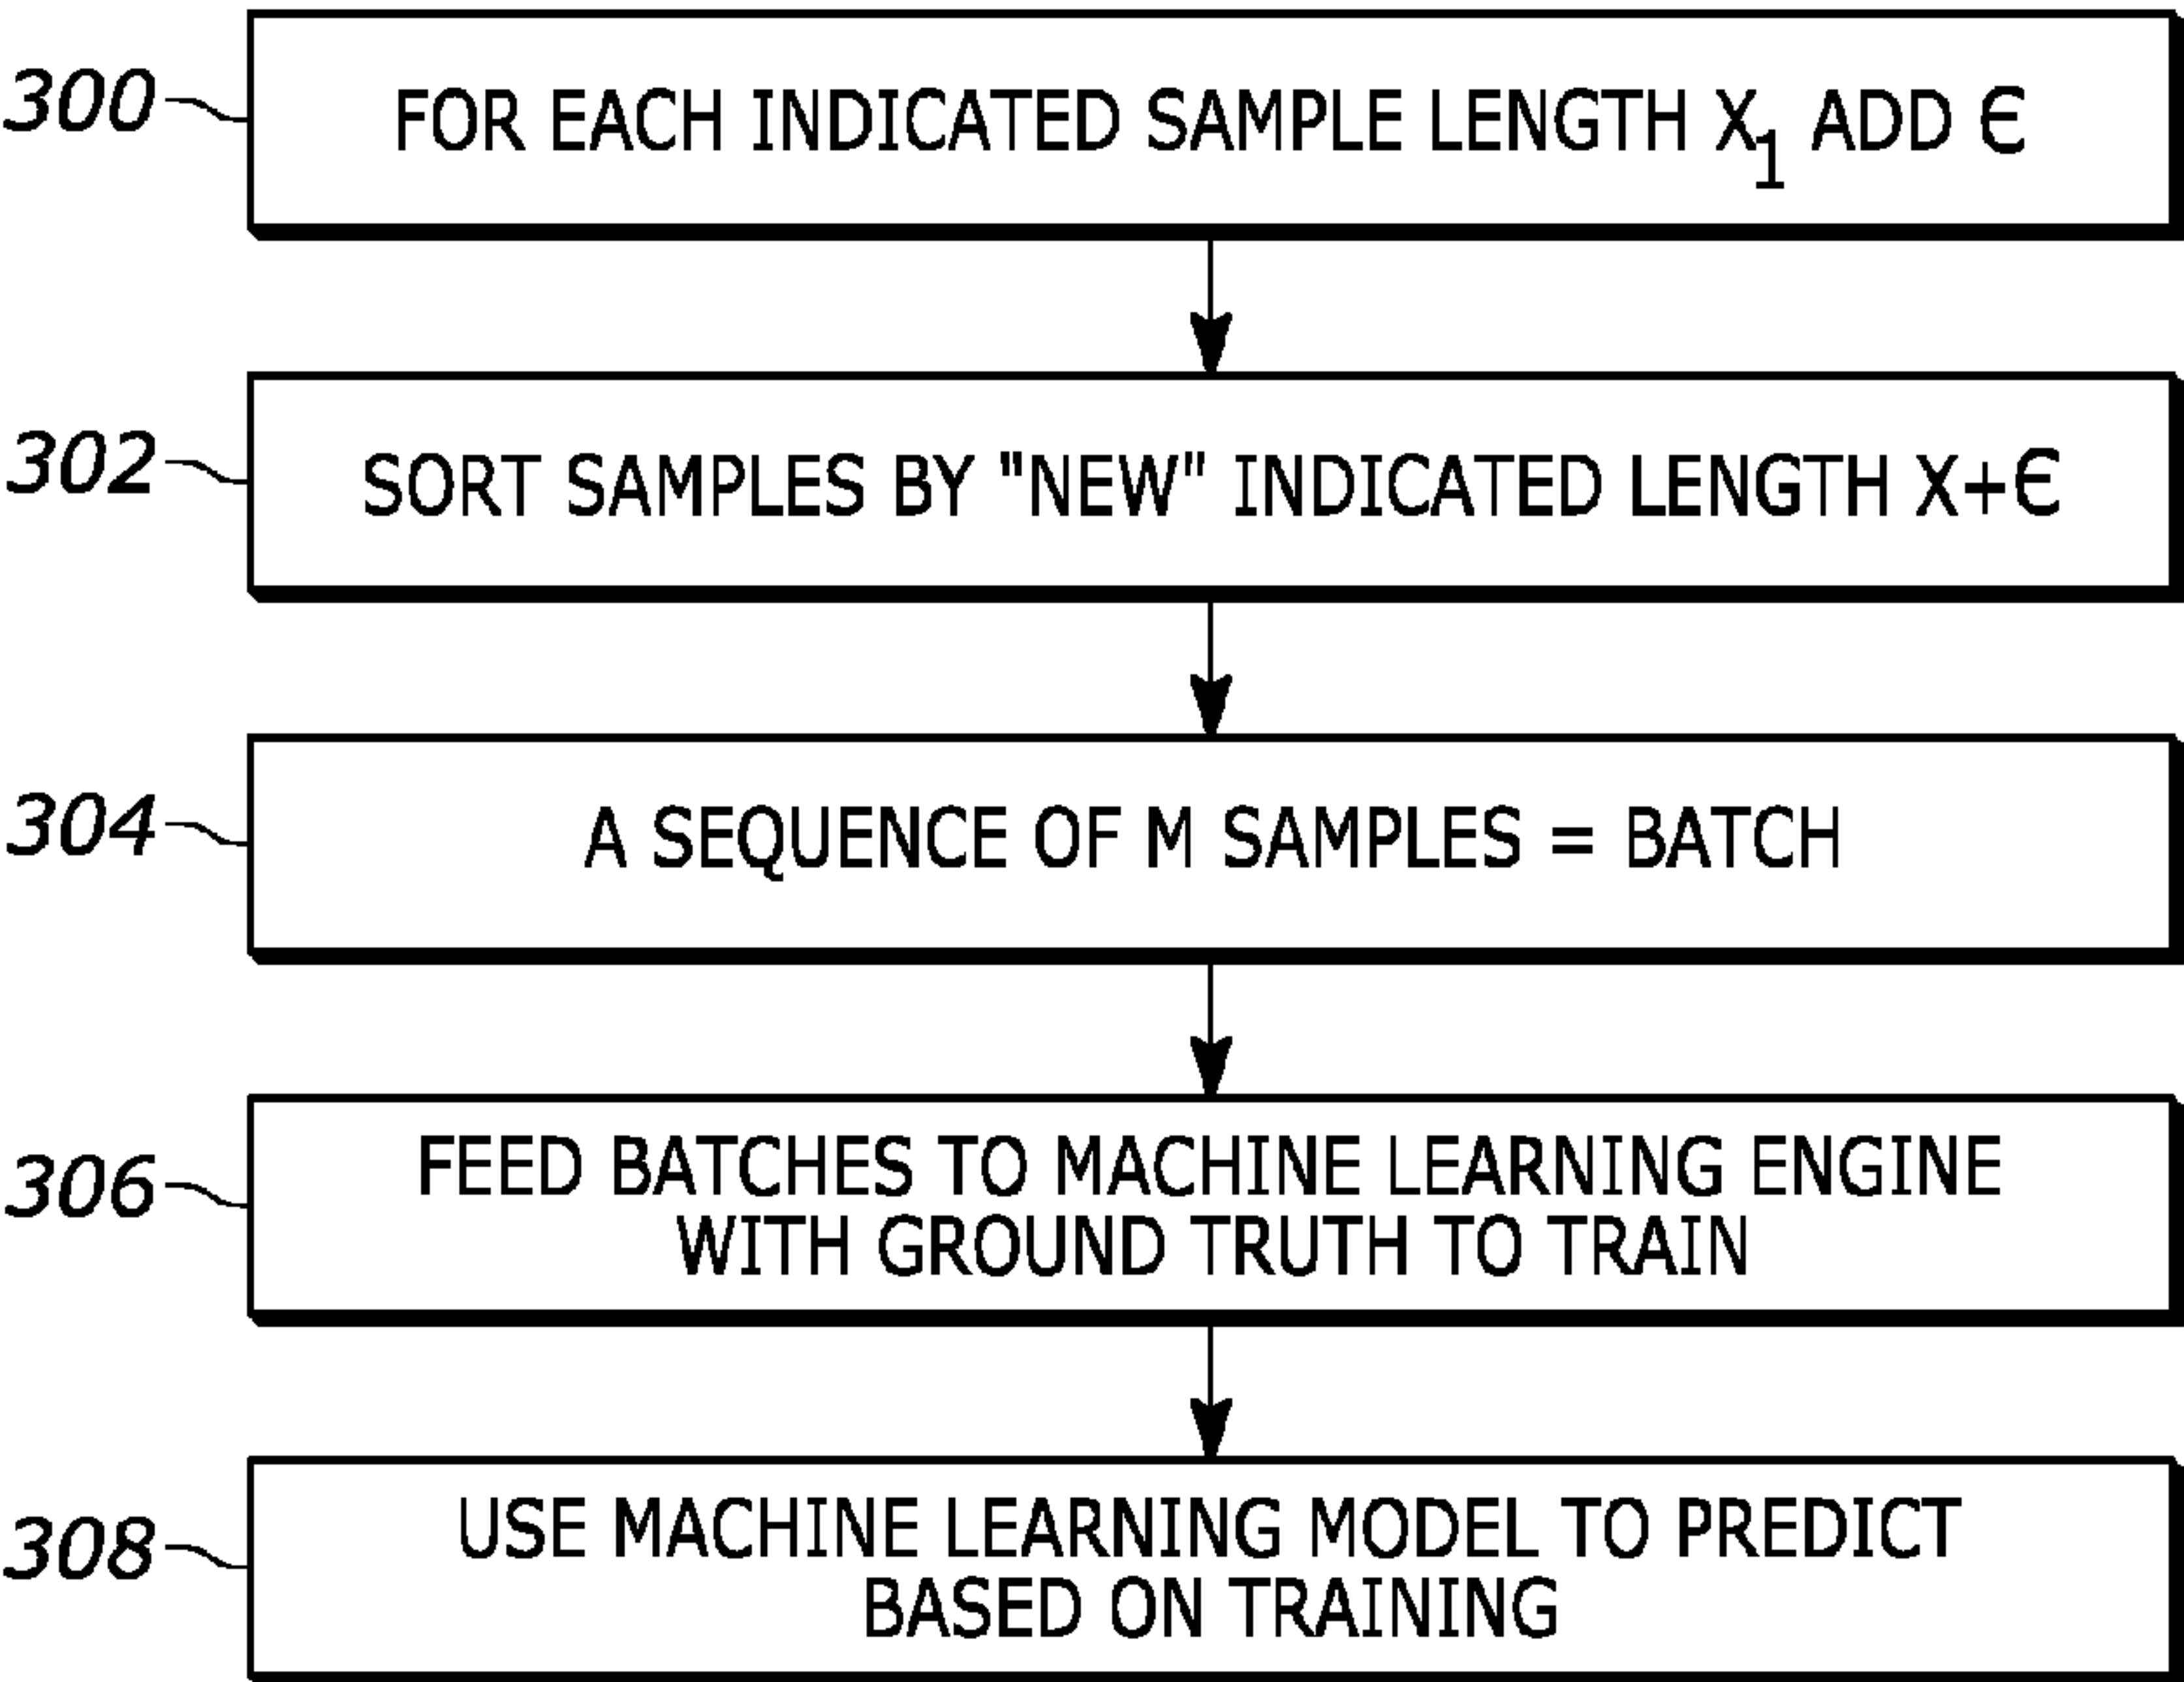 300 FOR EACH INDICATED SAMPLE LENGTH X₁ ADD Є
302 SORT SAMPLES BY "NEW" INDICATED LENGTH X+Є
304 A SEQUENCE OF M SAMPLES = BATCH
306 FEED BATCHES TO MACHINE LEARNING ENGINE
WITH GROUND TRUTH TO TRAIN
308 USE MACHINE LEARNING MODEL TO PREDICT
BASED ON TRAINING